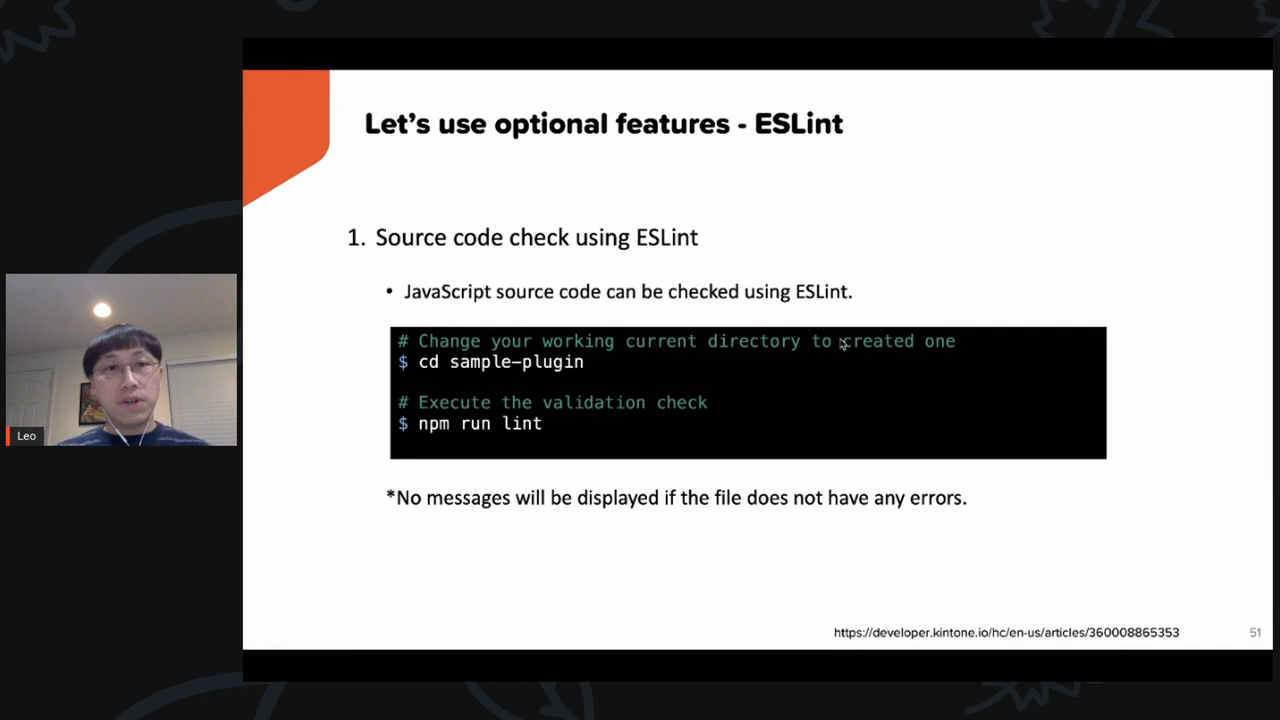 Let's use optional features - ESLint
1. Source code check using ESLint
• JavaScript source code can be checked using ESLint.
# Change your working current directory to created one
$ cd sample-plugin
# Execute the validation check
$ npm run lint
*No messages will be displayed if the file does not have any errors.
Leo
https://developer.kintone.io/hc/en-us/articles/360008865353
51